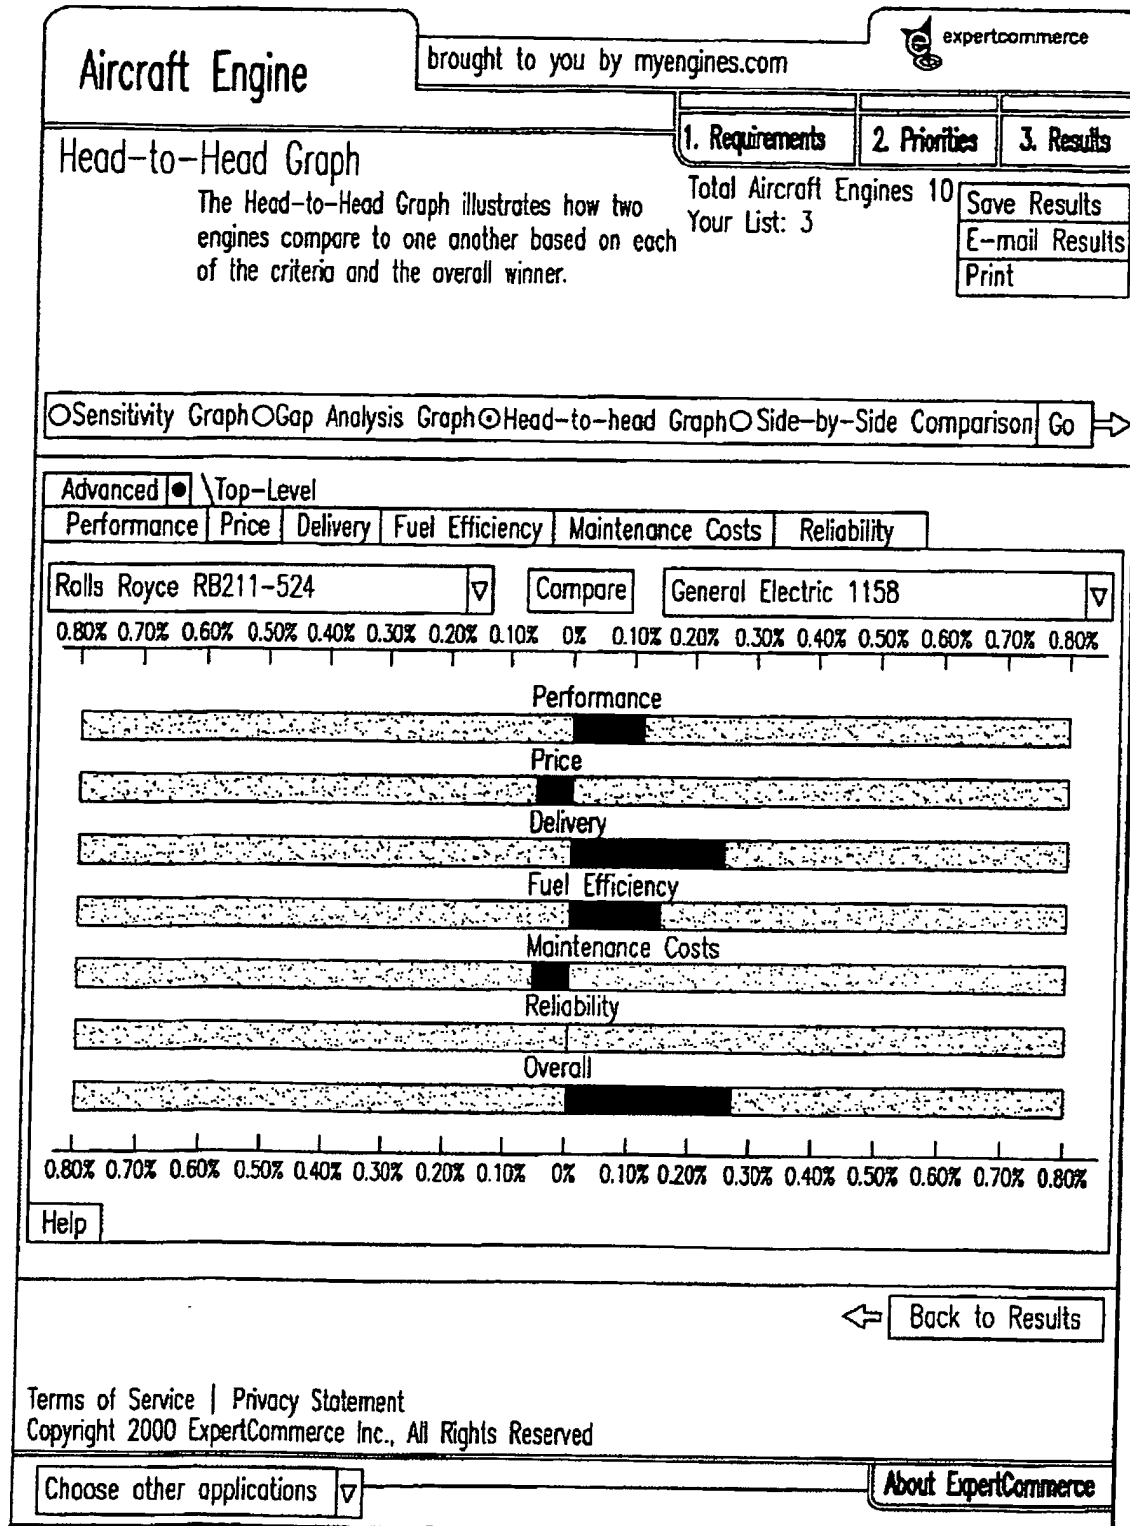 Aircraft Engine
brought to you by myengines.com
e expertcommerce
1. Requirements
2. Priorities
3. Results
Head-to-Head Graph
The Head-to-Head Graph illustrates how two
engines compare to one another based on each
of the criteria and the overall winner.
Total Aircraft Engines 10
Your List: 3
Save Results
E-mail Results
Print
Sensitivity Graph Gap Analysis Graph Head-to-head Graph Side-by-Side Comparison Go
Advanced \Top-Level
Performance Price Delivery Fuel Efficiency Maintenance Costs Reliability
Rolls Royce RB211-524 Compare General Electric 1158
0.80% 0.70% 0.60% 0.50% 0.40% 0.30% 0.20% 0.10% 0% 0.10% 0.20% 0.30% 0.40% 0.50% 0.60% 0.70% 0.80%
Performance
Price
Delivery
Fuel Efficiency
Maintenance Costs
Reliability
Overall
0.80% 0.70% 0.60% 0.50% 0.40% 0.30% 0.20% 0.10% 0% 0.10% 0.20% 0.30% 0.40% 0.50% 0.60% 0.70% 0.80%
Help
Back to Results
Terms of Service | Privacy Statement
Copyright 2000 ExpertCommerce Inc., All Rights Reserved
Choose other applications
About ExpertCommerce